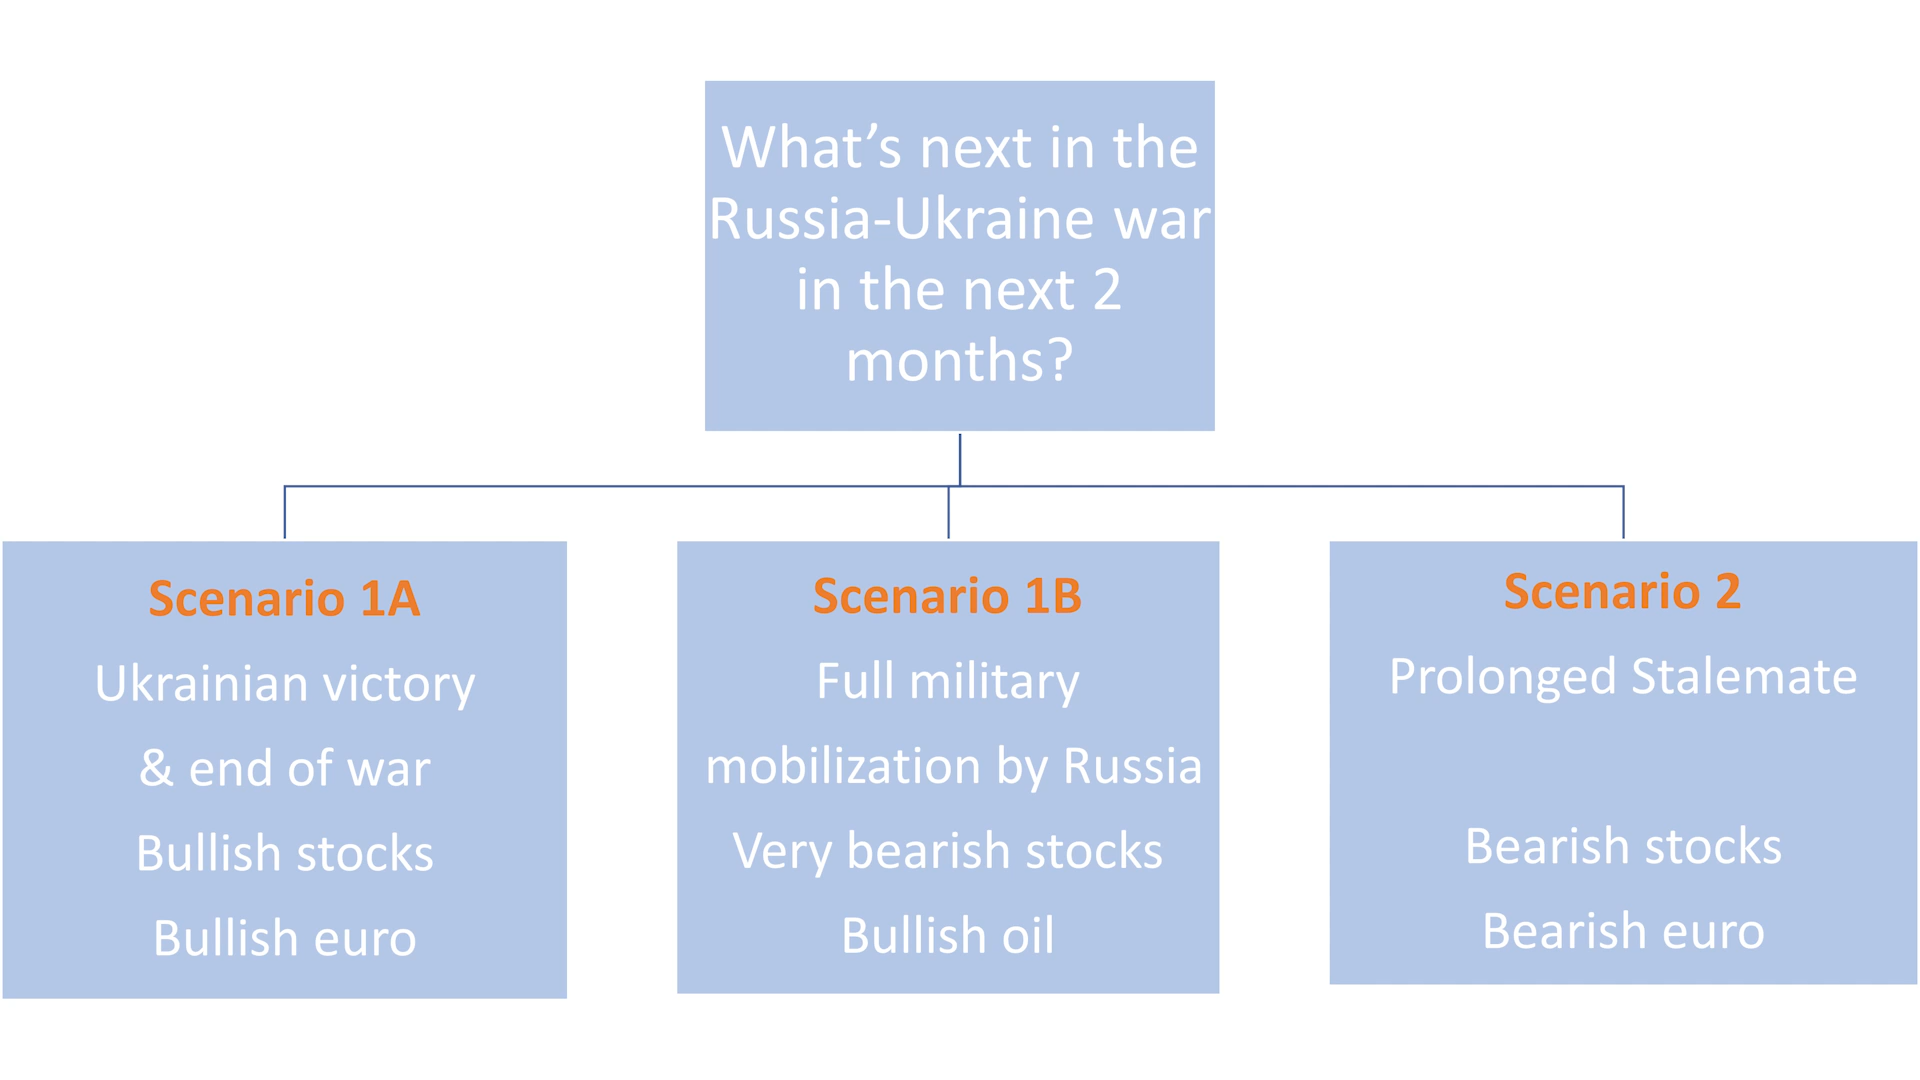 What’s next in the
Russia-Ukraine war
in the next 2
months?
Scenario 1A
Ukrainian victory
& end of war
Bullish stocks
Bullish euro
Scenario 1B
Full military
mobilization by Russia
Very bearish stocks
Bullish oil
Scenario 2
Prolonged Stalemate
Bearish stocks
Bearish euro